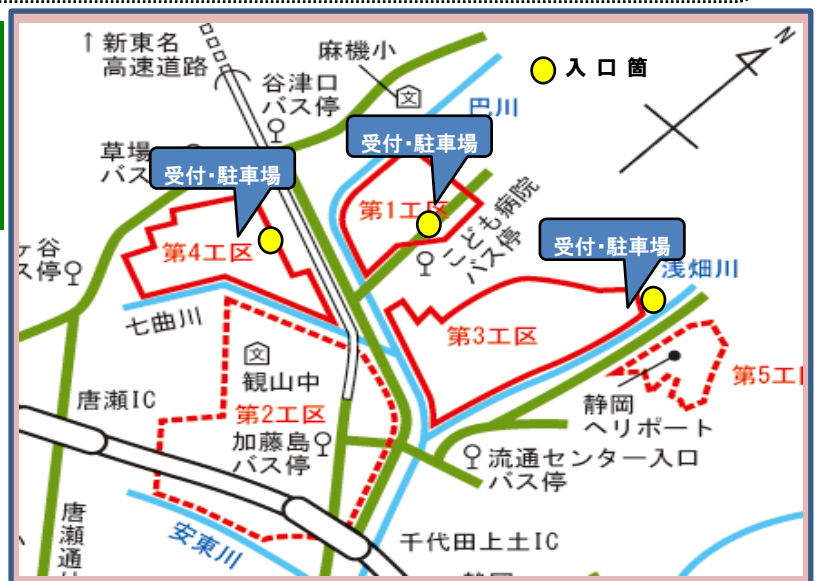 ↑新東名
高速道路
麻機小
文
入口箇
N
谷津口
バス停
巴川
草場
バス
受付・駐車場
受付・駐車場
第1工区
こども病院
バス停
受付・駐車場
第4工区
浅畑川
ヶ谷
ス停
七曲川
第3工区
文
観山中
第5工
唐瀬IC
第2工区
静岡
ヘリポート
加藤島
バス停
流通センター入口
バス停
唐瀬通
安東川
千代田上土IC